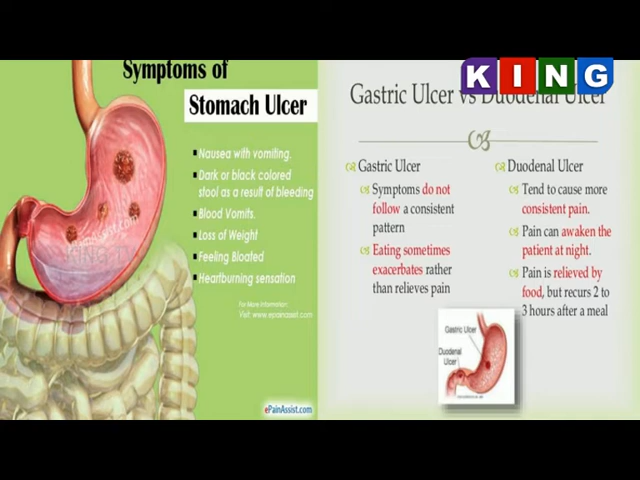 Symptoms of
Stomach Ulcer
▪Nausea with vomiting.
▪Dark or black colored
stool as a result of bleeding
▪Blood Vomits.
▪Loss of Weight
▪Feeling Bloated
▪Heartburning sensation
For More Information:
Visit: www.epainassist.com
ePainAssist.com
KING TV
KING
Gastric Ulcer vs Duodenal Ulcer
Gastric Ulcer
Symptoms do not
follow a consistent
pattern
Eating sometimes
exacerbates rather
than relieves pain
Duodenal Ulcer
Tend to cause more
consistent pain.
Pain can awaken the
patient at night.
Pain is relieved by
food, but recurs 2 to
3 hours after a meal
Gastric Ulcer
Duodenal
Ulcer